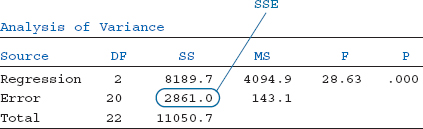 SSE
Analysis of Variance
Source DF SS MS F P
Regression 2 8189.7 4094.9 28.63 .000
Error 20 2861.0 143.1
Total 22 11050.7